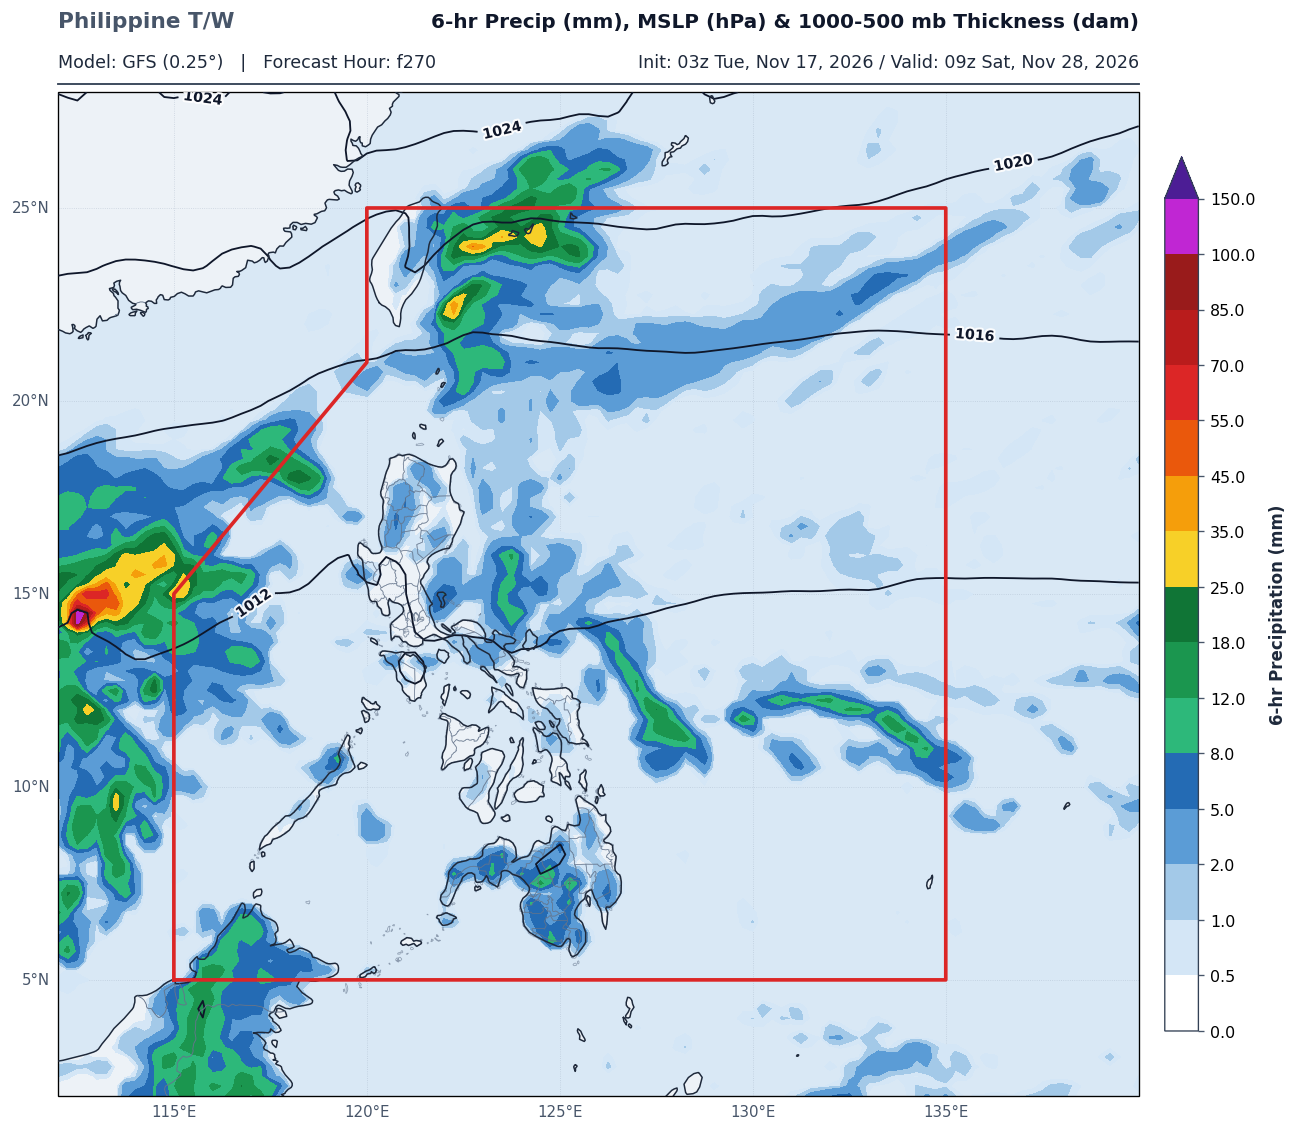 Philippine T/W
6-hr Precip (mm), MSLP (hPa) & 1000-500 mb Thickness (dam)
Model: GFS (0.25°) | Forecast Hour: f270
Init: 03z Tue, Nov 17, 2026 / Valid: 09z Sat, Nov 28, 2026
1024
1024
1020
1016
1012
25°N
20°N
15°N
10°N
5°N
115°E
120°E
125°E
130°E
135°E
150.0
100.0
85.0
70.0
55.0
45.0
35.0
25.0
18.0
12.0
8.0
5.0
2.0
1.0
0.5
0.0
6-hr Precipitation (mm)